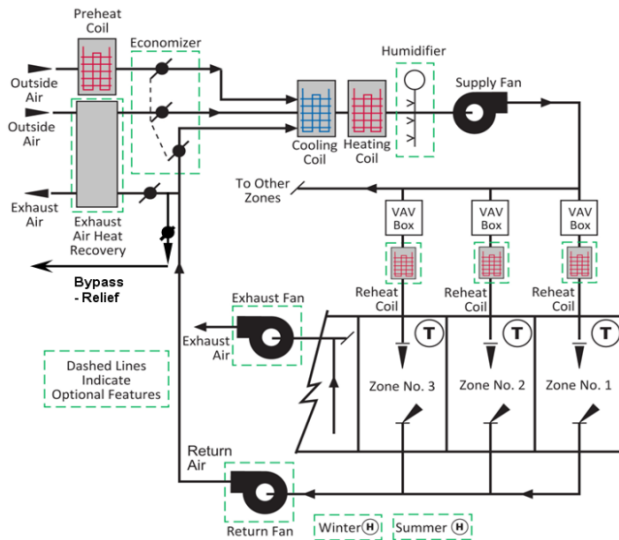 Preheat
Coil
Economizer
Humidifier
Outside
Air
Supply Fan
Outside
Air
Cooling
Coil
Heating
Coil
To Other
Zones
Exhaust
Air
Exhaust
Air Heat
Recovery
VAV
Box
VAV
Box
VAV
Box
Bypass
- Relief
Exhaust Fan
Reheat
Coil
Reheat
Coil
Reheat
Coil
Exhaust
Air
T
T
T
Dashed Lines
Indicate
Optional Features
Zone No. 3
Zone No. 2
Zone No. 1
Return
Air
Return Fan
Winter H
Summer H